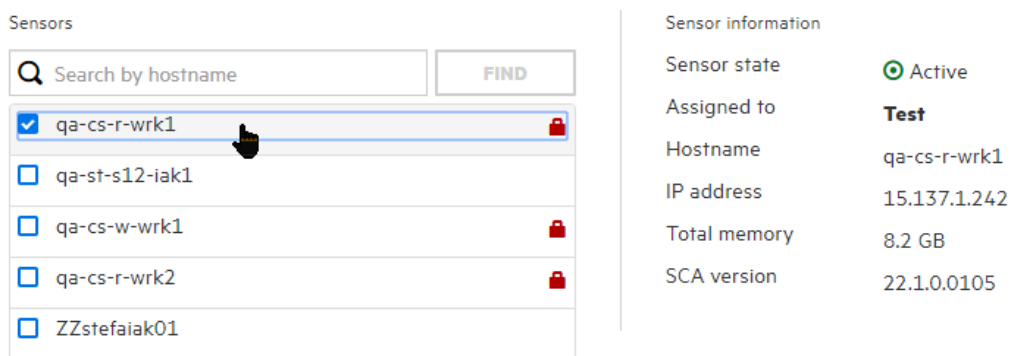 Sensors
Search by hostname
FIND
qa-cs-r-wrk1
qa-st-s12-iak1
qa-cs-w-wrk1
qa-cs-r-wrk2
ZZstefaiak01
Sensor information
Sensor state Active
Assigned to Test
Hostname qa-cs-r-wrk1
IP address 15.137.1.242
Total memory 8.2 GB
SCA version 22.1.0.0105